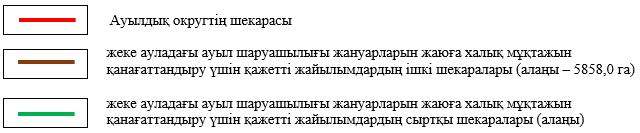 Ауылдық округтің шекарасы
жеке ауладағы ауыл шаруашылығы жануарларын жаюға халық мұқтажын
қанағаттандыру үшін қажетті жайылымдардың ішкі шекаралары (алаңы – 5858,0 га)
жеке ауладағы ауыл шаруашылығы жануарларын жаюға халық мұқтажын
қанағаттандыру үшін қажетті жайылымдардың сыртқы шекаралары (алаңы)